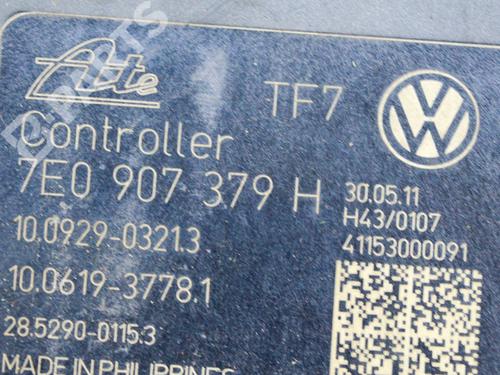 Ate
TF7
Controller
7E0 907 379 H
30.05.11
H43/0107
10.0929-0321.3
41153000091
10.0619-3778.1
28.5290-0115.3
MADE IN PHILIPPINES